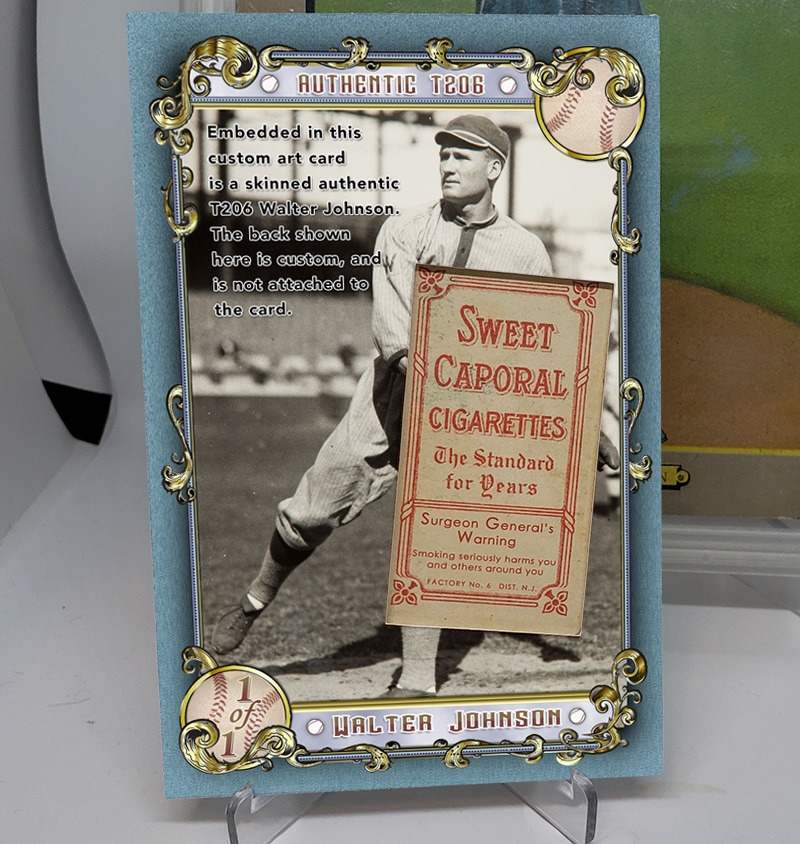 AUTHENTIC T206
Embedded in this
custom art card
is a skinned authentic
T206 Walter Johnson.
The back shown
here is custom, and
is not attached to
the card.
SWEET
CAPORAL
CIGARETTES
The Standard
for Years
Surgeon General's
Warning
Smoking seriously harms you
and others around you
FACTORY No. 6 DIST. N.J.
1
of
1
WALTER JOHNSON